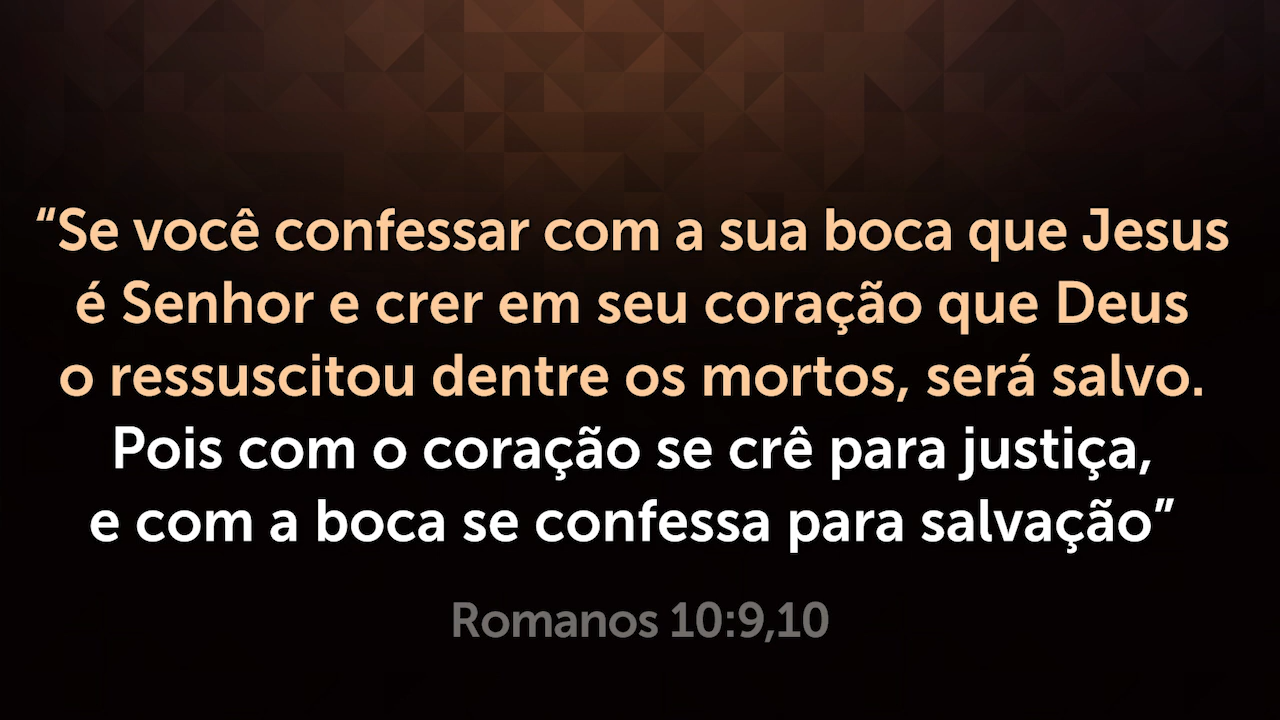 “Se você confessar com a sua boca que Jesus
é Senhor e crer em seu coração que Deus
o ressuscitou dentre os mortos, será salvo.
Pois com o coração se crê para justiça,
e com a boca se confessa para salvação”
Romanos 10:9,10